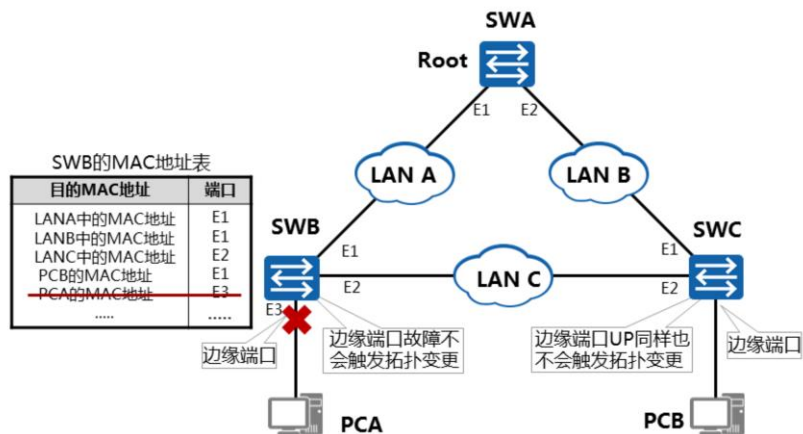 SWA
Root
E1
E2
SWB的MAC地址表
目的MAC地址 端口
LANA中的MAC地址 E1
LANB中的MAC地址 E1
LANC中的MAC地址 E2
PCB的MAC地址 E1
PCA的MAC地址 E3
..... .....
LAN A
LAN B
SWB
SWC
E1
E1
LAN C
E2
E2
E3
边缘端口
边缘端口故障不
会触发拓扑变更
边缘端口UP同样也
不会触发拓扑变更
边缘端口
PCA
PCB